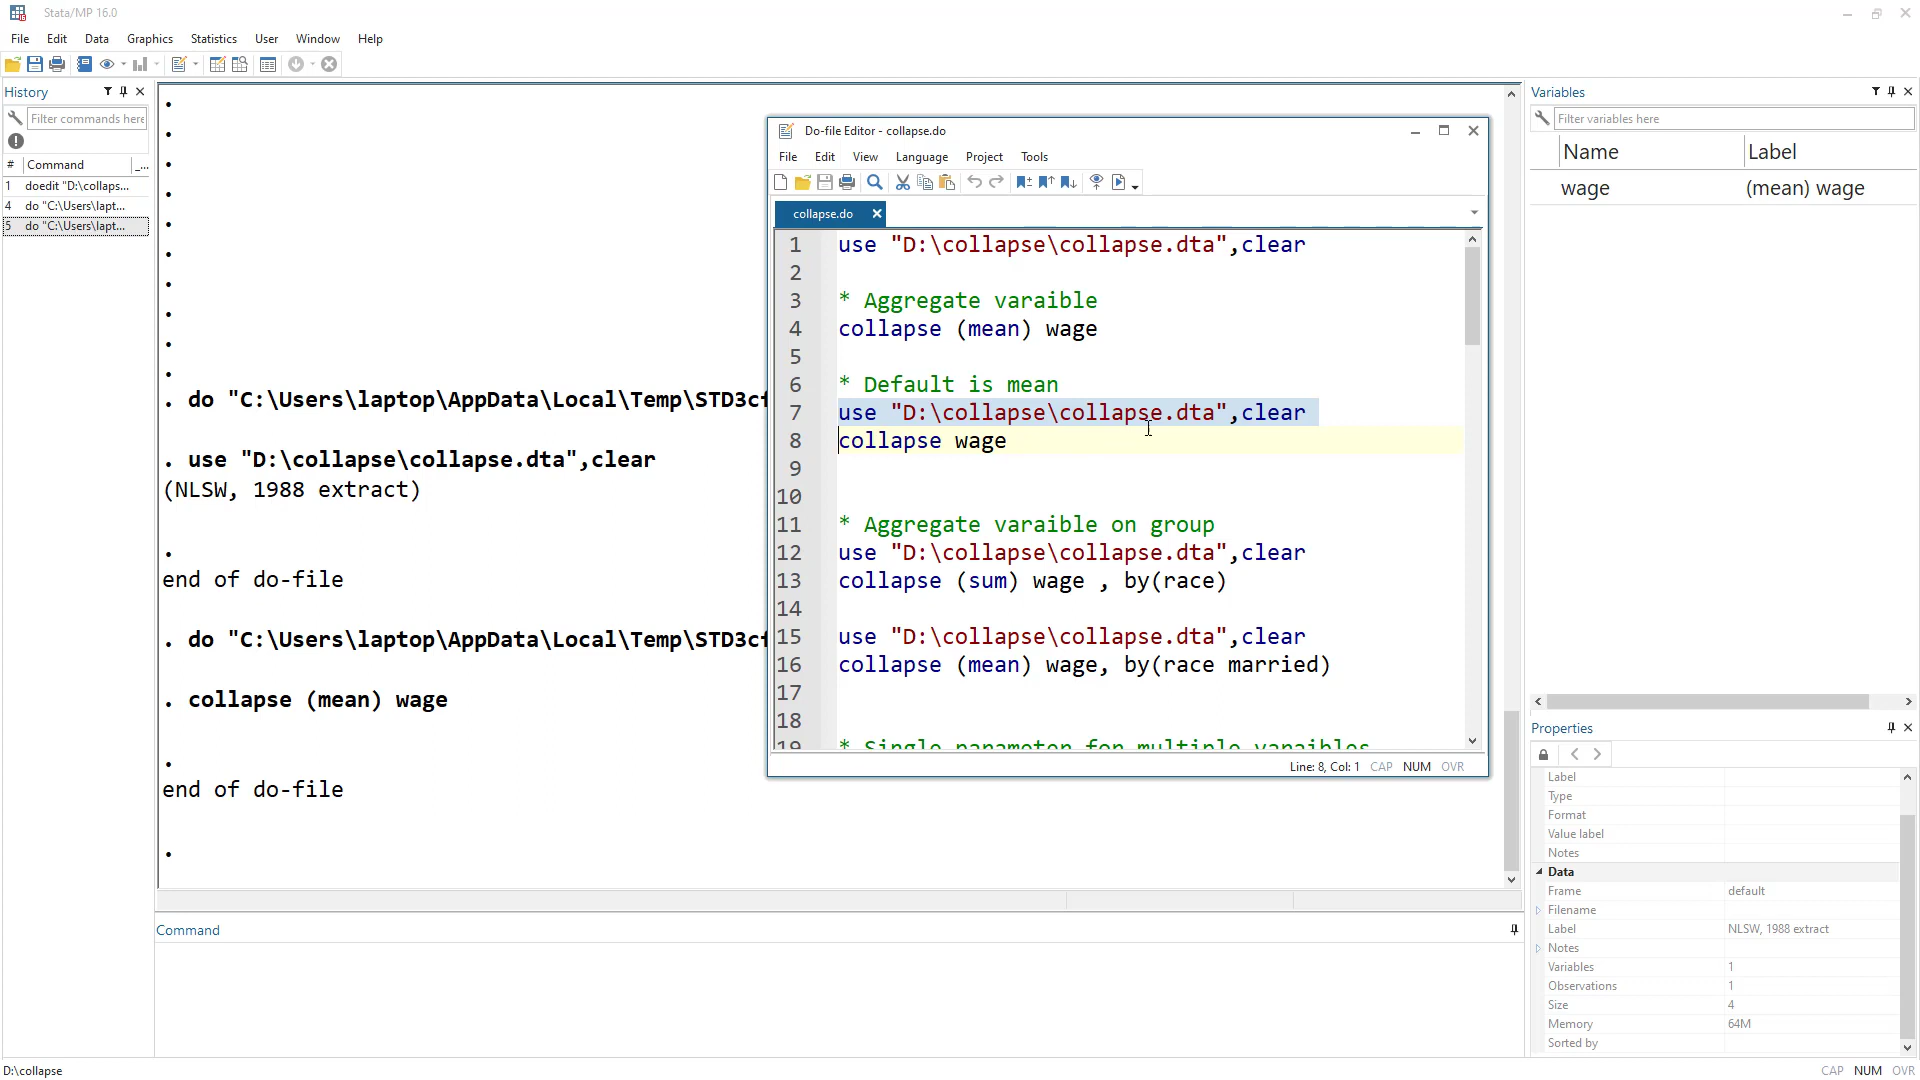 Stata/MP 16.0
File Edit Data Graphics Statistics User Window Help
History
Filter commands here
# Command _...
1 doedit "D:\collaps...
4 do "C:\Users\lapt...
5 do "C:\Users\lapt...
.
.
.
.
.
.
.
.
.
.
. do "C:\Users\laptop\AppData\Local\Temp\STD3cf
. use "D:\collapse\collapse.dta",clear
(NLSW, 1988 extract)
.
end of do-file
. do "C:\Users\laptop\AppData\Local\Temp\STD3cf
. collapse (mean) wage
.
end of do-file
.
Do-file Editor - collapse.do
File Edit View Language Project Tools
collapse.do
1 use "D:\collapse\collapse.dta",clear
2
3 * Aggregate varaible
4 collapse (mean) wage
5
6 * Default is mean
7 use "D:\collapse\collapse.dta",clear
8 collapse wage
9
10
11 * Aggregate varaible on group
12 use "D:\collapse\collapse.dta",clear
13 collapse (sum) wage , by(race)
14
15 use "D:\collapse\collapse.dta",clear
16 collapse (mean) wage, by(race married)
17
18
19 * Single parameter for multiple varaibles
Line: 8, Col: 1 CAP NUM OVR
Command
Variables
Filter variables here
Name Label
wage (mean) wage
Properties
Label
Type
Format
Value label
Notes
Data
Frame default
Filename
Label NLSW, 1988 extract
Notes
Variables 1
Observations 1
Size 4
Memory 64M
Sorted by
D:\collapse
CAP NUM OVR